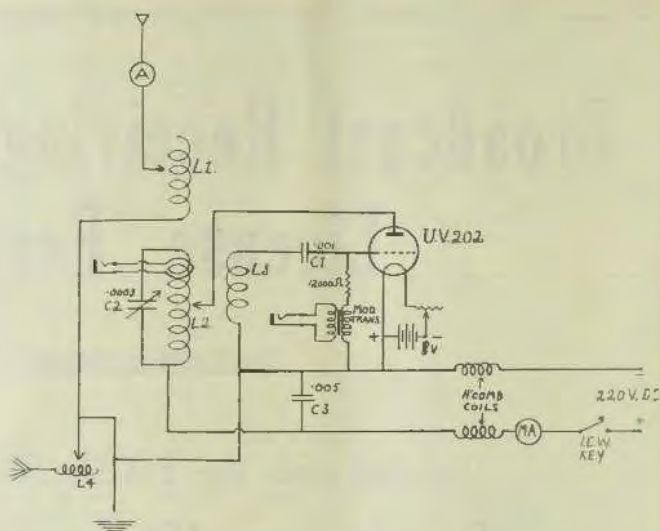 A
L1.
U.V.202
.001
C1
L3
.0003
C2
L2
12000Ω
MOD
TRANS.
+
-
8V
.005
C3
H'COMB
COILS
-
220V. DC
+
MA
I.C.W.
KEY
L4